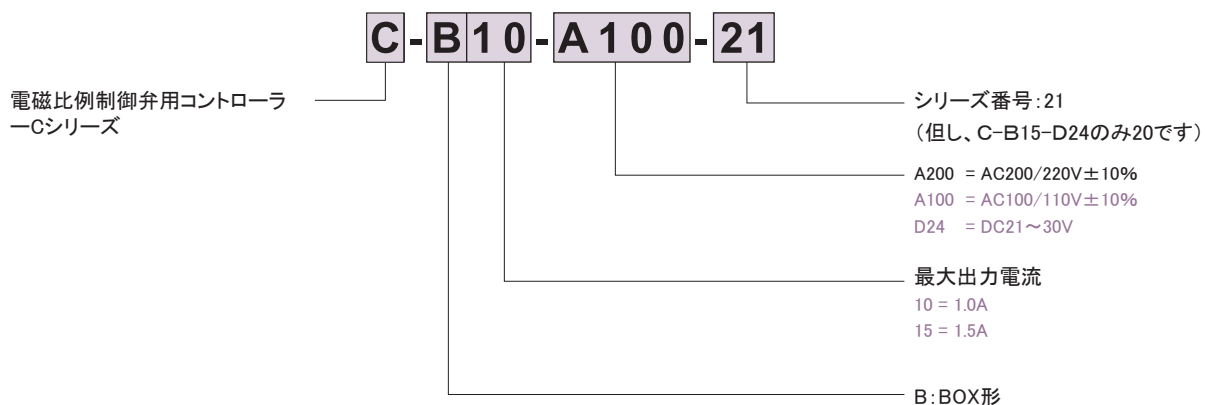 C-B10-A100-21
電磁比例制御弁用コントローラ
ーCシリーズ
シリーズ番号:21
(但し、C-B15-D24のみ20です)
A200 = AC200/220V±10%
A100 = AC100/110V±10%
D24 = DC21～30V
最大出力電流
10 = 1.0A
15 = 1.5A
B:BOX形